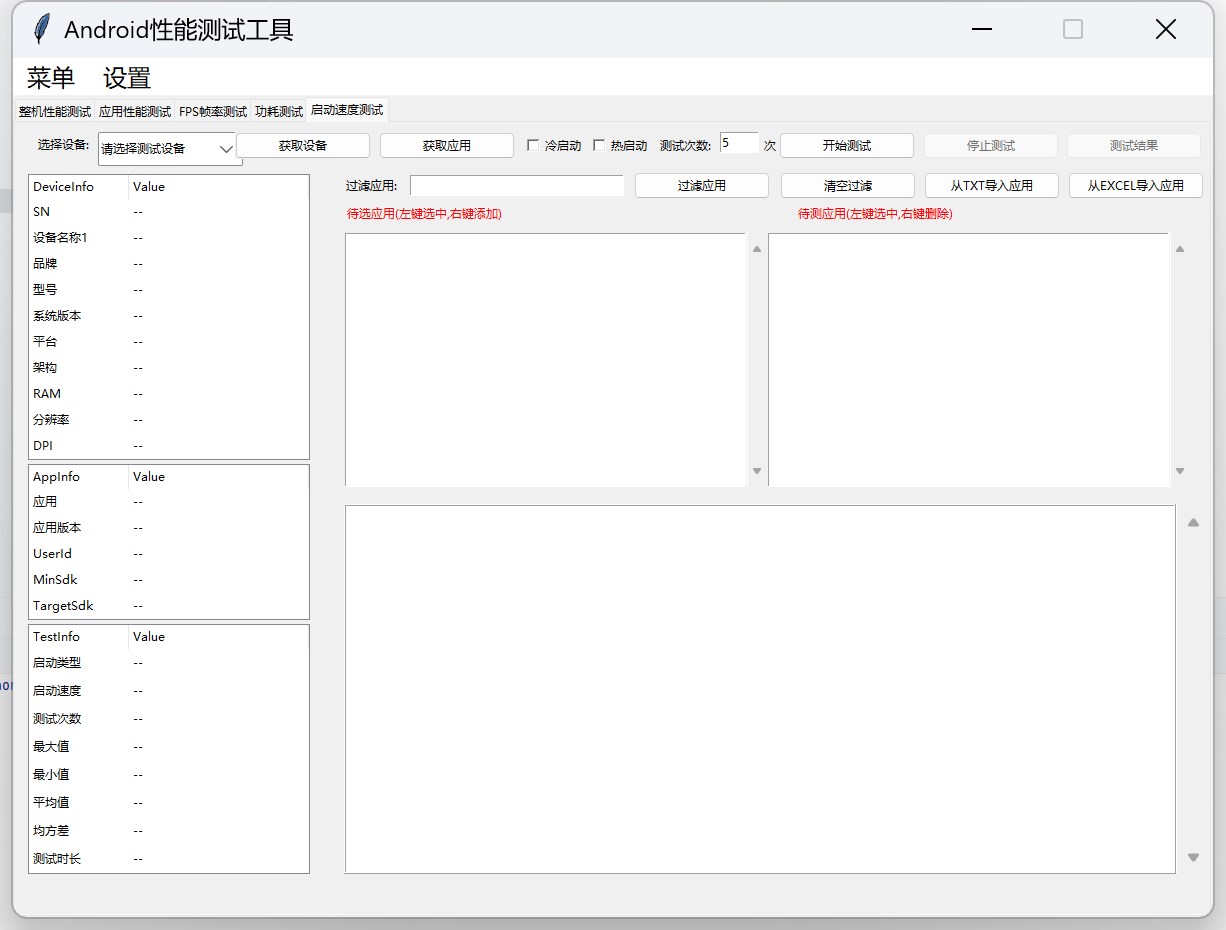 Android性能测试工具
菜单 设置
整机性能测试 应用性能测试 FPS帧率测试 功耗测试 启动速度测试
选择设备: 请选择测试设备 获取设备 获取应用 冷启动 热启动 测试次数: 5 次 开始测试 停止测试 测试结果
DeviceInfo Value
SN --
设备名称1 --
品牌 --
型号 --
系统版本 --
平台 --
架构 --
RAM --
分辨率 --
DPI --
AppInfo Value
应用 --
应用版本 --
UserId --
MinSdk --
TargetSdk --
TestInfo Value
启动类型 --
启动速度 --
测试次数 --
最大值 --
最小值 --
平均值 --
均方差 --
测试时长 --
过滤应用: 过滤应用 清空过滤 从TXT导入应用 从EXCEL导入应用
待选应用(左键选中,右键添加) 待测应用(左键选中,右键删除)